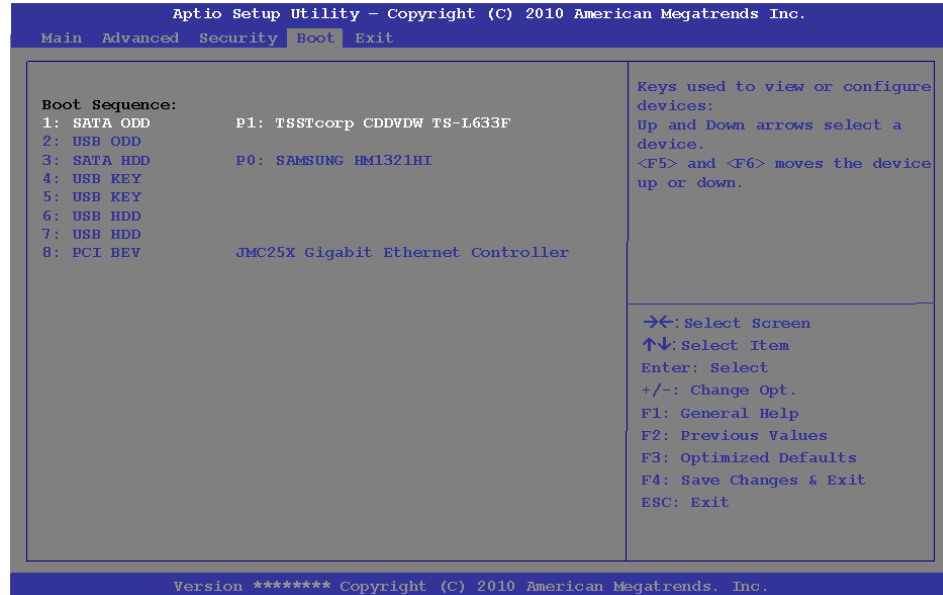 Aptio Setup Utility – Copyright (C) 2010 American Megatrends Inc.
Main Advanced Security Boot Exit
Boot Sequence:
1: SATA ODD P1: TSSTcorp CDDVDW TS-L633F
2: USB ODD
3: SATA HDD P0: SAMSUNG HM1321HI
4: USB KEY
5: USB KEY
6: USB HDD
7: USB HDD
8: PCI BEV JMC25X Gigabit Ethernet Controller
Keys used to view or configure
devices:
Up and Down arrows select a
device.
<F5> and <F6> moves the device
up or down.
→←: Select Screen
↑↓: Select Item
Enter: Select
+/-: Change Opt.
F1: General Help
F2: Previous Values
F3: Optimized Defaults
F4: Save Changes & Exit
ESC: Exit
Version ******** Copyright (C) 2010 American Megatrends. Inc.